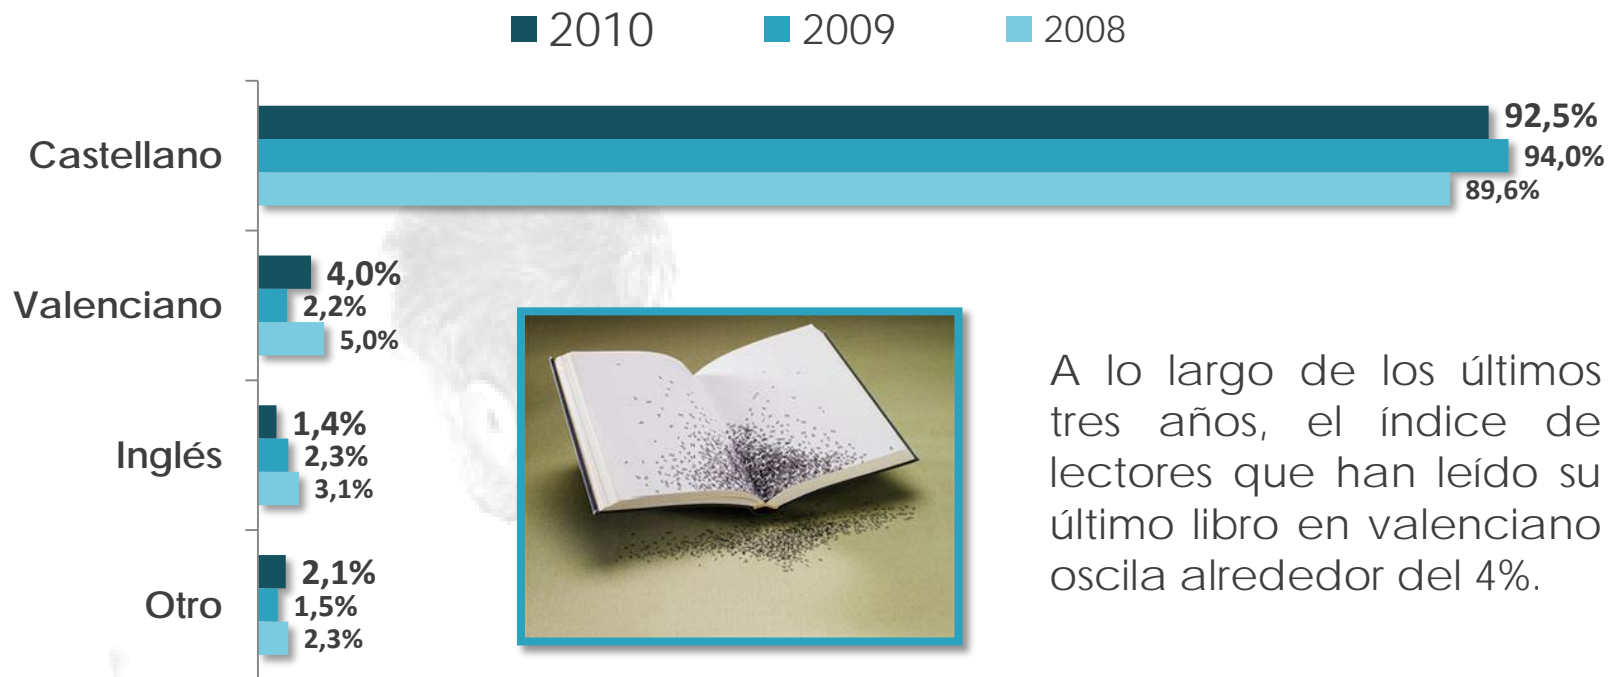 2010 2009 2008
Castellano
92,5%
94,0%
89,6%
Valenciano
4,0%
2,2%
5,0%
Inglés
1,4%
2,3%
3,1%
Otro
2,1%
1,5%
2,3%
A lo largo de los últimos
tres años, el índice de
lectores que han leído su
último libro en valenciano
oscila alrededor del 4%.